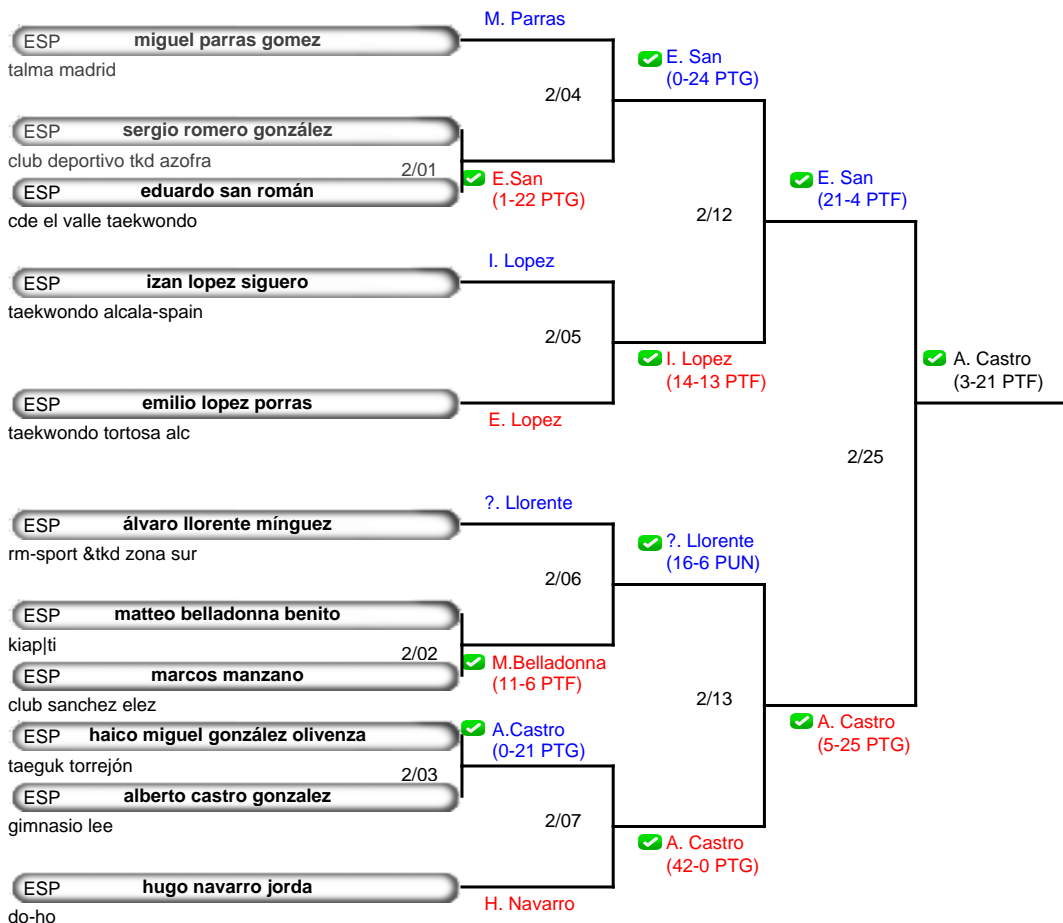 M. Parras
ESP miguel parras gomez
talma madrid
E. San
(0-24 PTG)
2/04
ESP sergio romero gonzález
club deportivo tkd azofra
2/01
ESP eduardo san román
cde el valle taekwondo
E.San
(1-22 PTG)
E. San
(21-4 PTF)
2/12
I. Lopez
ESP izan lopez siguero
taekwondo alcala-spain
2/05
I. Lopez
(14-13 PTF)
A. Castro
(3-21 PTF)
ESP emilio lopez porras
taekwondo tortosa alc
E. Lopez
2/25
?. Llorente
ESP álvaro llorente mínguez
rm-sport &tkd zona sur
?. Llorente
(16-6 PUN)
2/06
ESP matteo belladonna benito
kiap|ti
2/02
ESP marcos manzano
club sanchez elez
M.Belladonna
(11-6 PTF)
2/13
A. Castro
(5-25 PTG)
ESP haico miguel gonzález olivenza
taeguk torrejón
A.Castro
(0-21 PTG)
2/03
ESP alberto castro gonzalez
gimnasio lee
2/07
A. Castro
(42-0 PTG)
ESP hugo navarro jorda
do-ho
H. Navarro